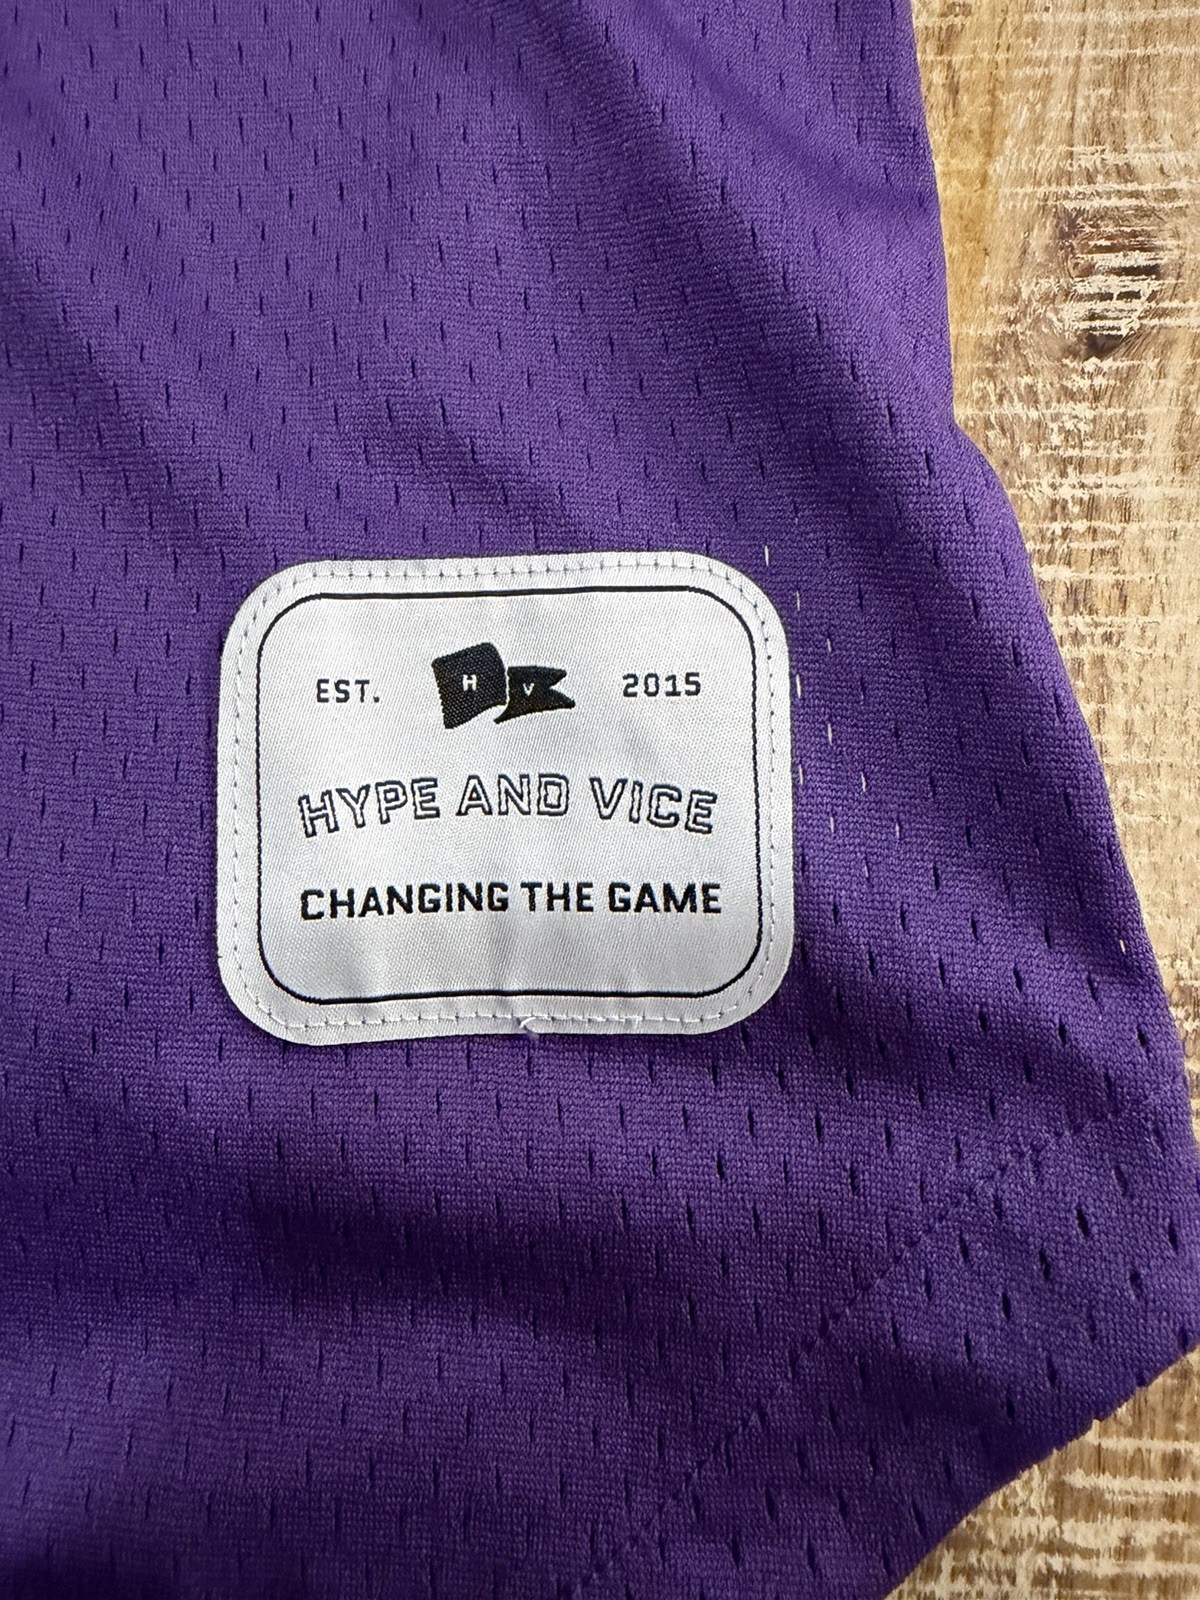 EST. H V 2015
HYPE AND VICE
CHANGING THE GAME